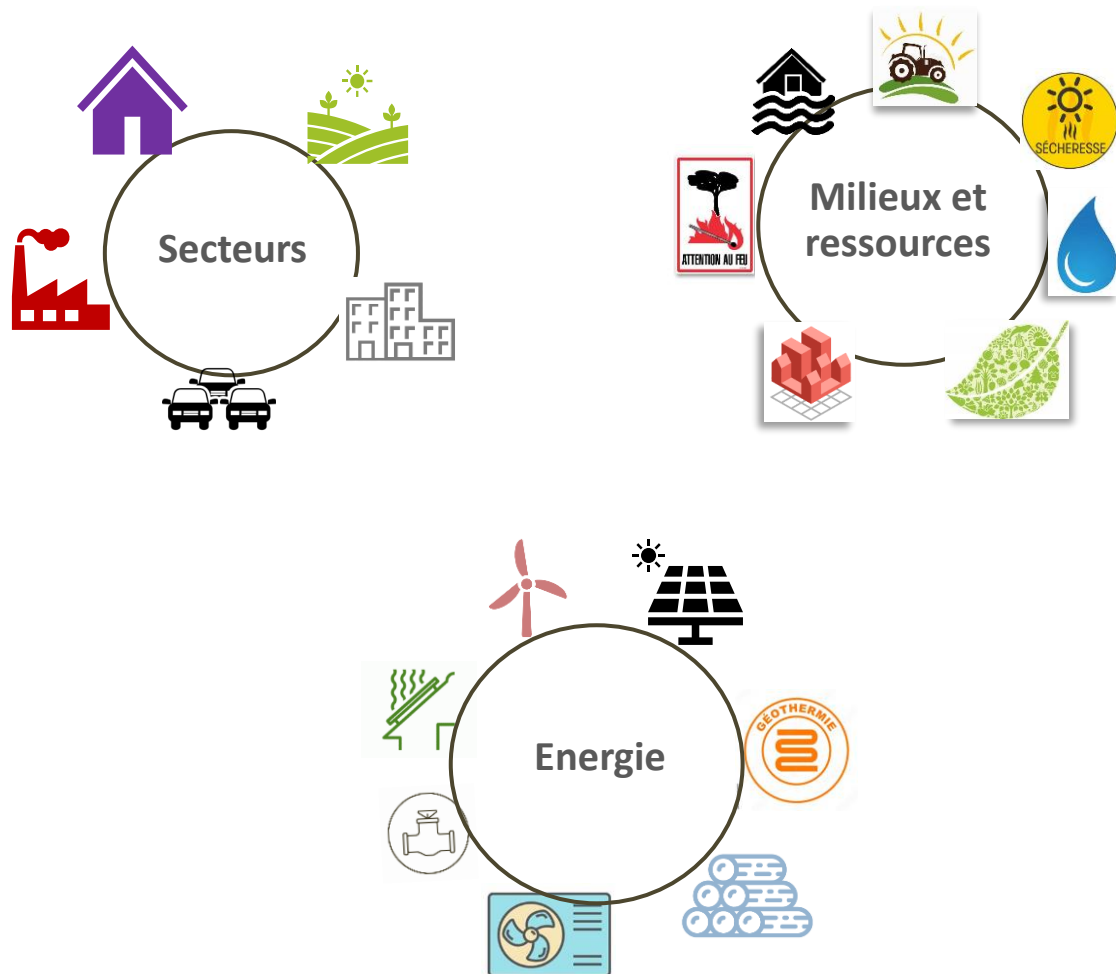 Secteurs
Milieux et
ressources
SÉCHERESSE
ATTENTION AU FEU
Energie
GÉOTHERMIE